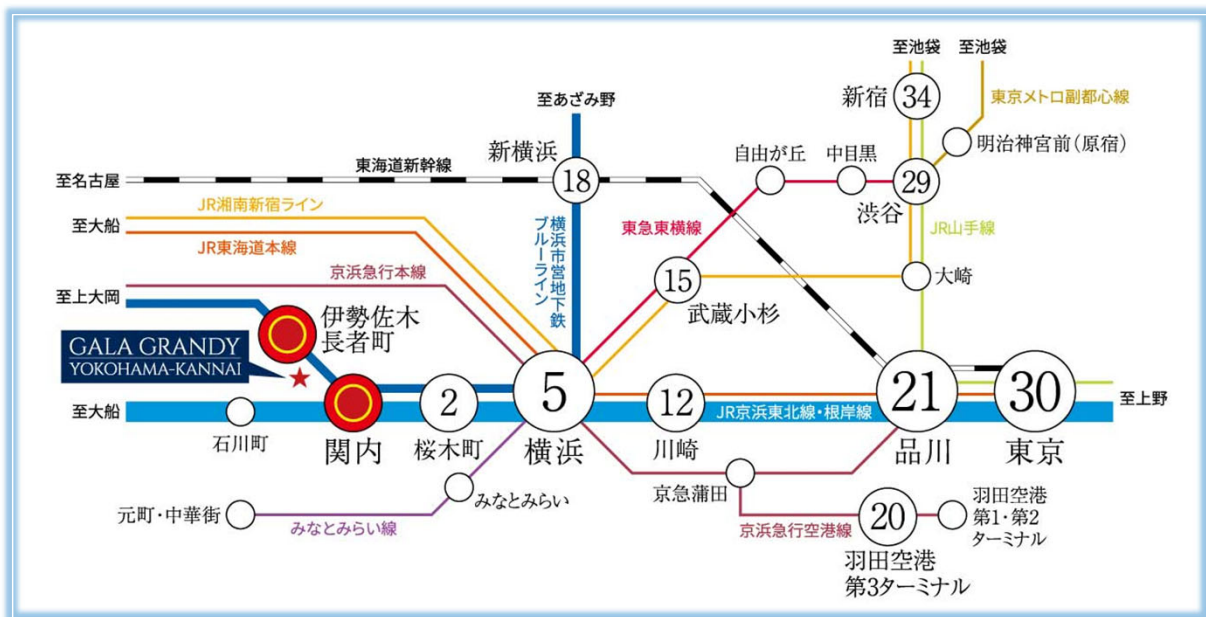 至池袋
至池袋
新宿
34
東京メトロ副都心線
至あざみ野
自由が丘
中目黒
明治神宮前(原宿)
新横浜
東海道新幹線
18
29
至名古屋
渋谷
JR湘南新宿ライン
横浜市営地下鉄
ブルーライン
東急東横線
JR山手線
至大船
JR東海道本線
京浜急行本線
15
大崎
武蔵小杉
至上大岡
伊勢佐木
長者町
GALA GRANDY
YOKOHAMA-KANNAI
2
5
12
21
30
至上野
至大船
JR京浜東北線・根岸線
石川町
関内
桜木町
横浜
川崎
品川
東京
みなとみらい
京急蒲田
元町・中華街
みなとみらい線
京浜急行空港線
20
羽田空港
第1・第2
ターミナル
羽田空港
第3ターミナル